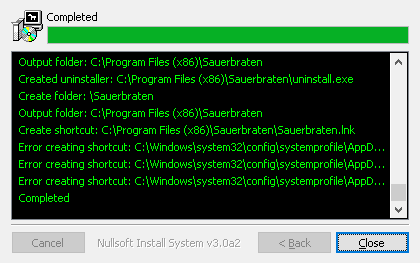 Completed
Output folder: C:\Program Files (x86)\Sauerbraten
Created uninstaller: C:\Program Files (x86)\Sauerbraten\uninstall.exe
Create folder: \Sauerbraten
Output folder: C:\Program Files (x86)\Sauerbraten
Create shortcut: C:\Program Files (x86)\Sauerbraten\Sauerbraten.lnk
Error creating shortcut: C:\Windows\system32\config\systemprofile\AppD...
Error creating shortcut: C:\Windows\system32\config\systemprofile\AppD...
Error creating shortcut: C:\Windows\system32\config\systemprofile\AppD...
Completed
Cancel Nullsoft Install System v3.0a2 < Back Close